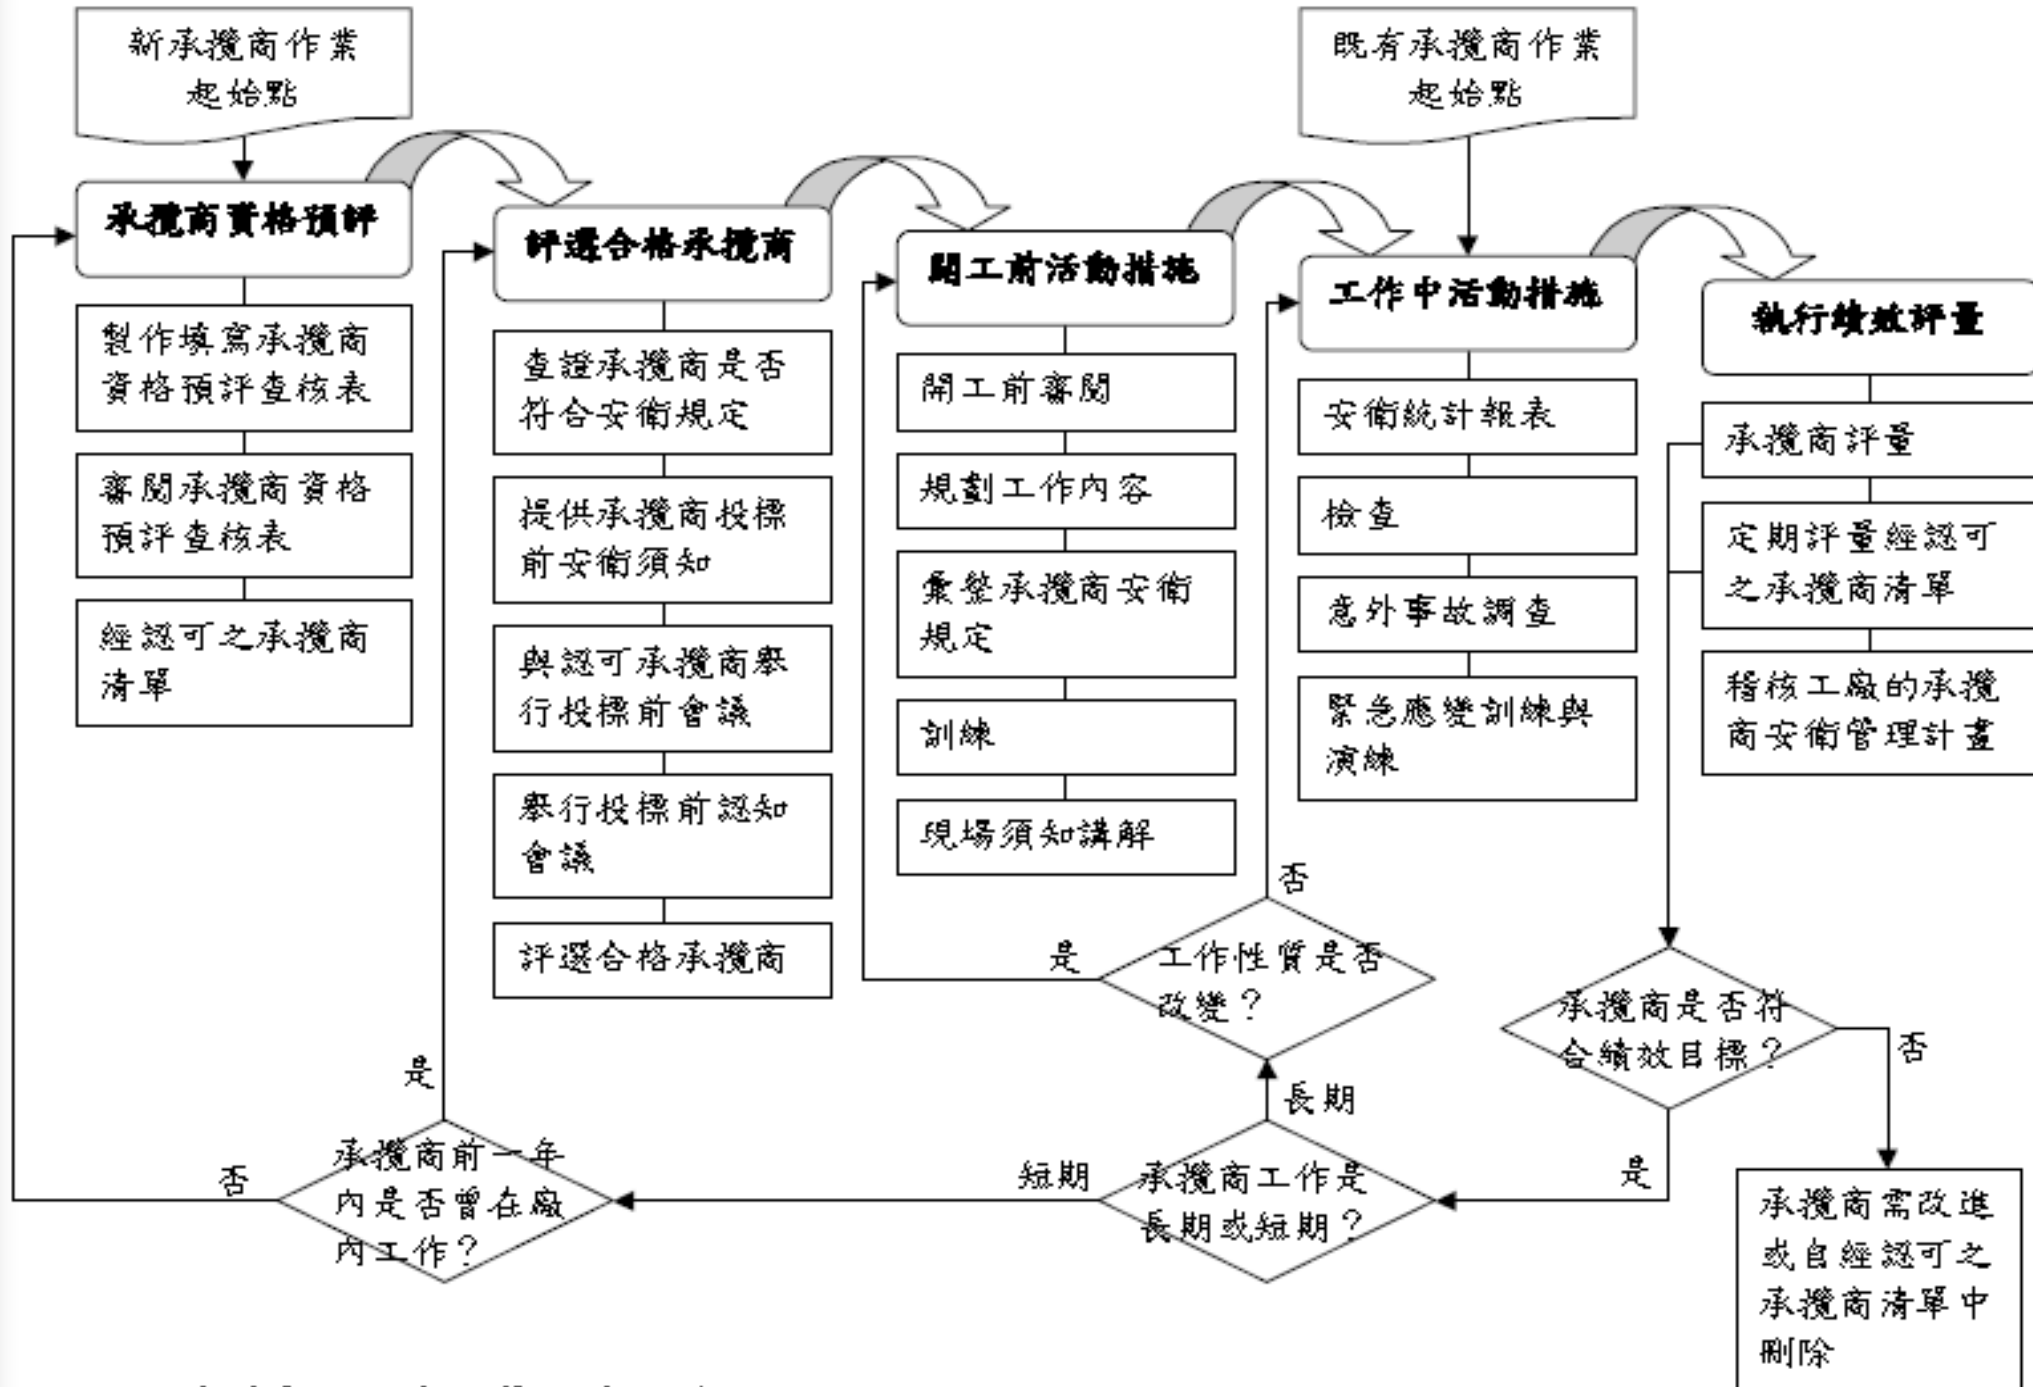 新承攬商作業
起始點
既有承攬商作業
起始點
承攬商資格預評
製作填寫承攬商
資格預評查核表
審閱承攬商資格
預評查核表
經認可之承攬商
清單
評選合格承攬商
查證承攬商是否
符合安衛規定
提供承攬商投標
前安衛須知
與認可承攬商舉
行投標前會議
舉行投標前認知
會議
評選合格承攬商
開工前活動措施
開工前審閱
規劃工作內容
彙整承攬商安衛
規定
訓練
現場須知講解
工作中活動措施
安衛統計報表
檢查
意外事故調查
緊急應變訓練與
演練
執行績效評量
承攬商評量
定期評量經認可
之承攬商清單
稽核工廠的承攬
商安衛管理計畫
否
是
工作性質是否
改變？
承攬商是否符
合績效目標？
否
是
長期
承攬商前一年
內是否曾在廠
內工作？
否
短期
承攬商工作是
長期或短期？
是
承攬商需改進
或自經認可之
承攬商清單中
刪除